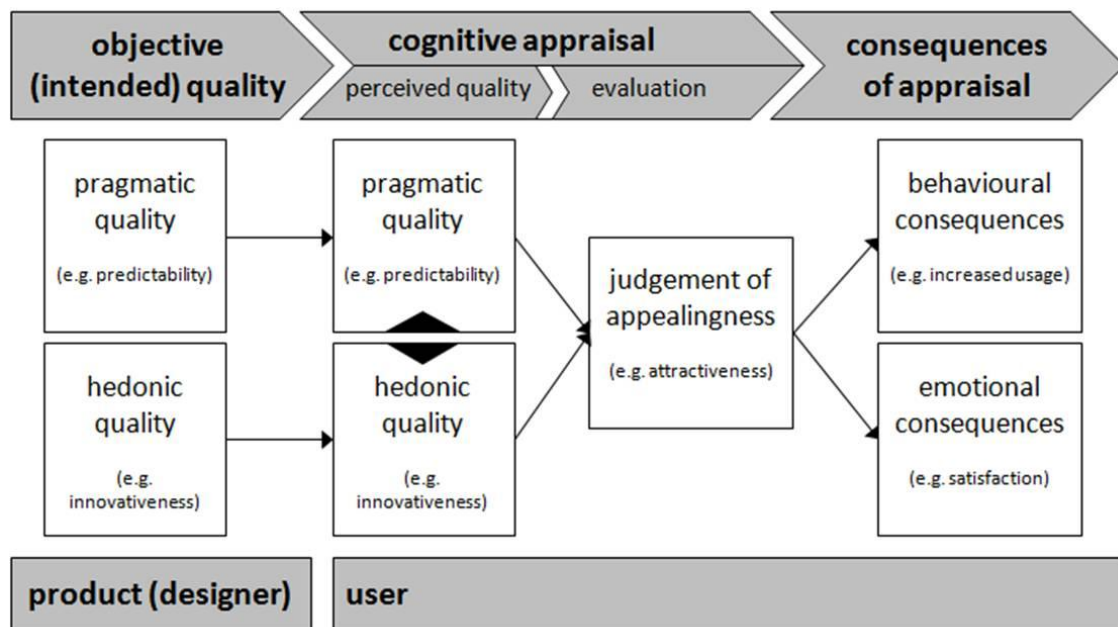 objective
(intended) quality
cognitive appraisal
perceived quality
evaluation
consequences
of appraisal
pragmatic
quality
(e.g. predictability)
pragmatic
quality
(e.g. predictability)
behavioural
consequences
(e.g. increased usage)
judgement of
appealingness
(e.g. attractiveness)
hedonic
quality
(e.g.
innovativeness)
hedonic
quality
(e.g.
innovativeness)
emotional
consequences
(e.g. satisfaction)
product (designer)
user